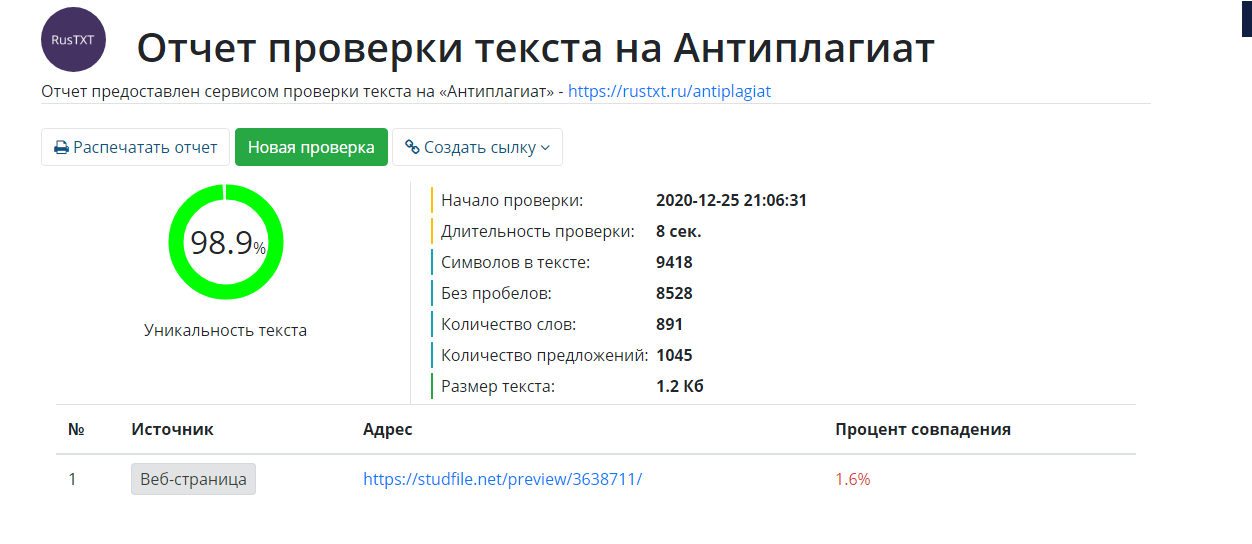 RusTXT
Отчет проверки текста на Антиплагиат
Отчет предоставлен сервисом проверки текста на «Антиплагиат» - https://rustxt.ru/antiplagiat
Распечатать отчет Новая проверка Создать сылку
98.9%
Уникальность текста
Начало проверки: 2020-12-25 21:06:31
Длительность проверки: 8 сек.
Символов в тексте: 9418
Без пробелов: 8528
Количество слов: 891
Количество предложений: 1045
Размер текста: 1.2 Кб
№ Источник Адрес Процент совпадения
1 Веб-страница https://studfile.net/preview/3638711/ 1.6%